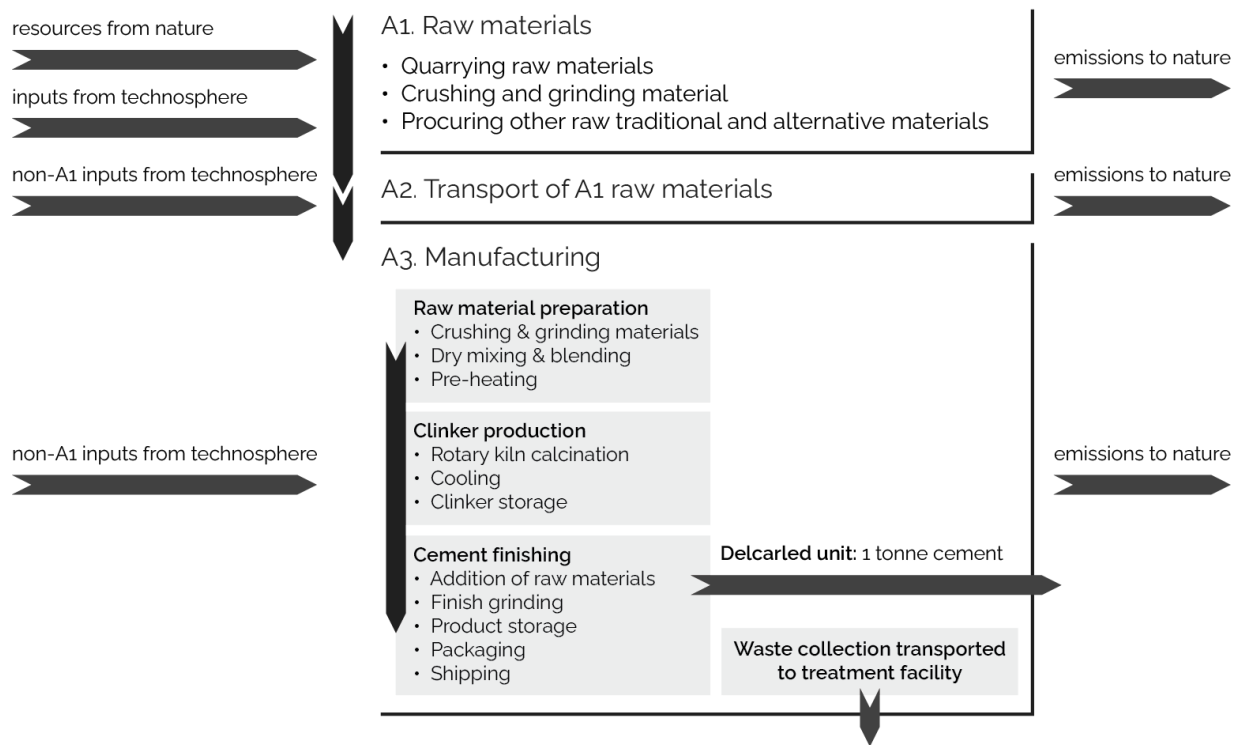 resources from nature
inputs from technosphere
non-A1 inputs from technosphere
A1. Raw materials
• Quarrying raw materials
• Crushing and grinding material
• Procuring other raw traditional and alternative materials
emissions to nature
A2. Transport of A1 raw materials
emissions to nature
A3. Manufacturing
Raw material preparation
• Crushing & grinding materials
• Dry mixing & blending
• Pre-heating
non-A1 inputs from technosphere
Clinker production
• Rotary kiln calcination
• Cooling
• Clinker storage
emissions to nature
Cement finishing
• Addition of raw materials
• Finish grinding
• Product storage
• Packaging
• Shipping
Delcarled unit: 1 tonne cement
Waste collection transported
to treatment facility